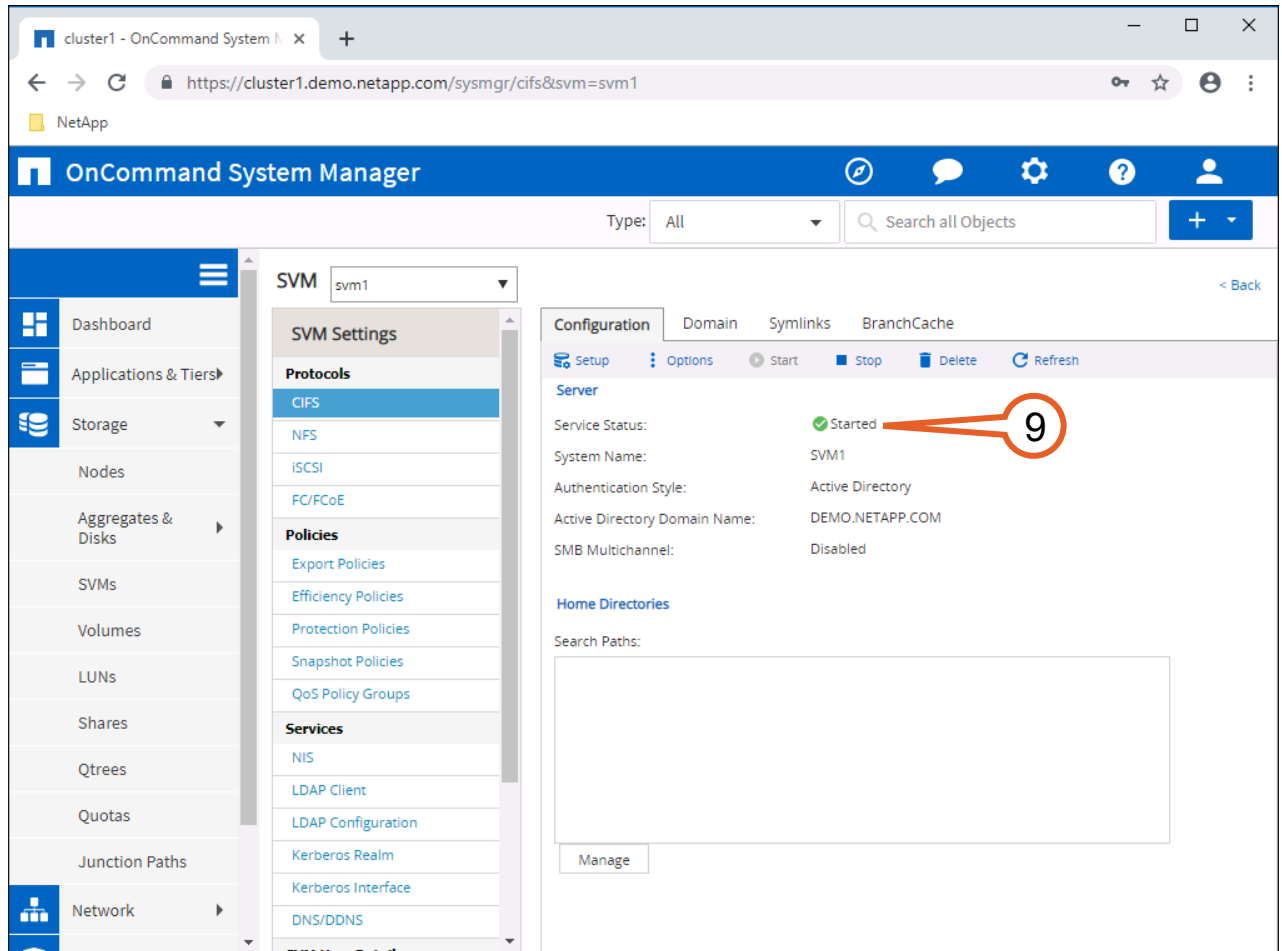 cluster1 - OnCommand System M
https://cluster1.demo.netapp.com/sysmgr/cifs&svm=svm1
NetApp
OnCommand System Manager
Type: All Search all Objects
SVM svm1
< Back
Dashboard
Applications & Tiers
Storage
Nodes
Aggregates &
Disks
SVMs
Volumes
LUNs
Shares
Qtrees
Quotas
Junction Paths
Network
SVM Settings
Protocols
CIFS
NFS
iSCSI
FC/FCoE
Policies
Export Policies
Efficiency Policies
Protection Policies
Snapshot Policies
QoS Policy Groups
Services
NIS
LDAP Client
LDAP Configuration
Kerberos Realm
Kerberos Interface
DNS/DDNS
Configuration Domain Symlinks BranchCache
Setup Options Start Stop Delete Refresh
Server
Service Status: Started 9
System Name: SVM1
Authentication Style: Active Directory
Active Directory Domain Name: DEMO.NETAPP.COM
SMB Multichannel: Disabled
Home Directories
Search Paths:
Manage